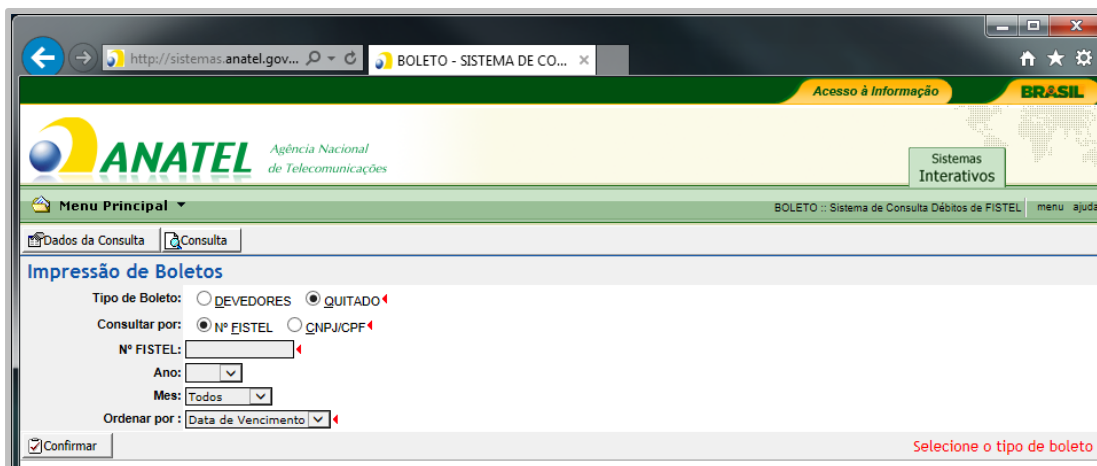 http://sistemas.anatel.gov...
BOLETO - SISTEMA DE CO...
Acesso à Informação
BRASIL
ANATEL
Agência Nacional
de Telecomunicações
Sistemas
Interativos
Menu Principal
BOLETO :: Sistema de Consulta Débitos de FISTEL menu ajuda
Dados da Consulta Consulta
Impressão de Boletos
Tipo de Boleto: DEVEDORES QUITADO
Consultar por: Nº FISTEL CNPJ/CPF
Nº FISTEL:
Ano:
Mes: Todos
Ordenar por : Data de Vencimento
Confirmar Selecione o tipo de boleto